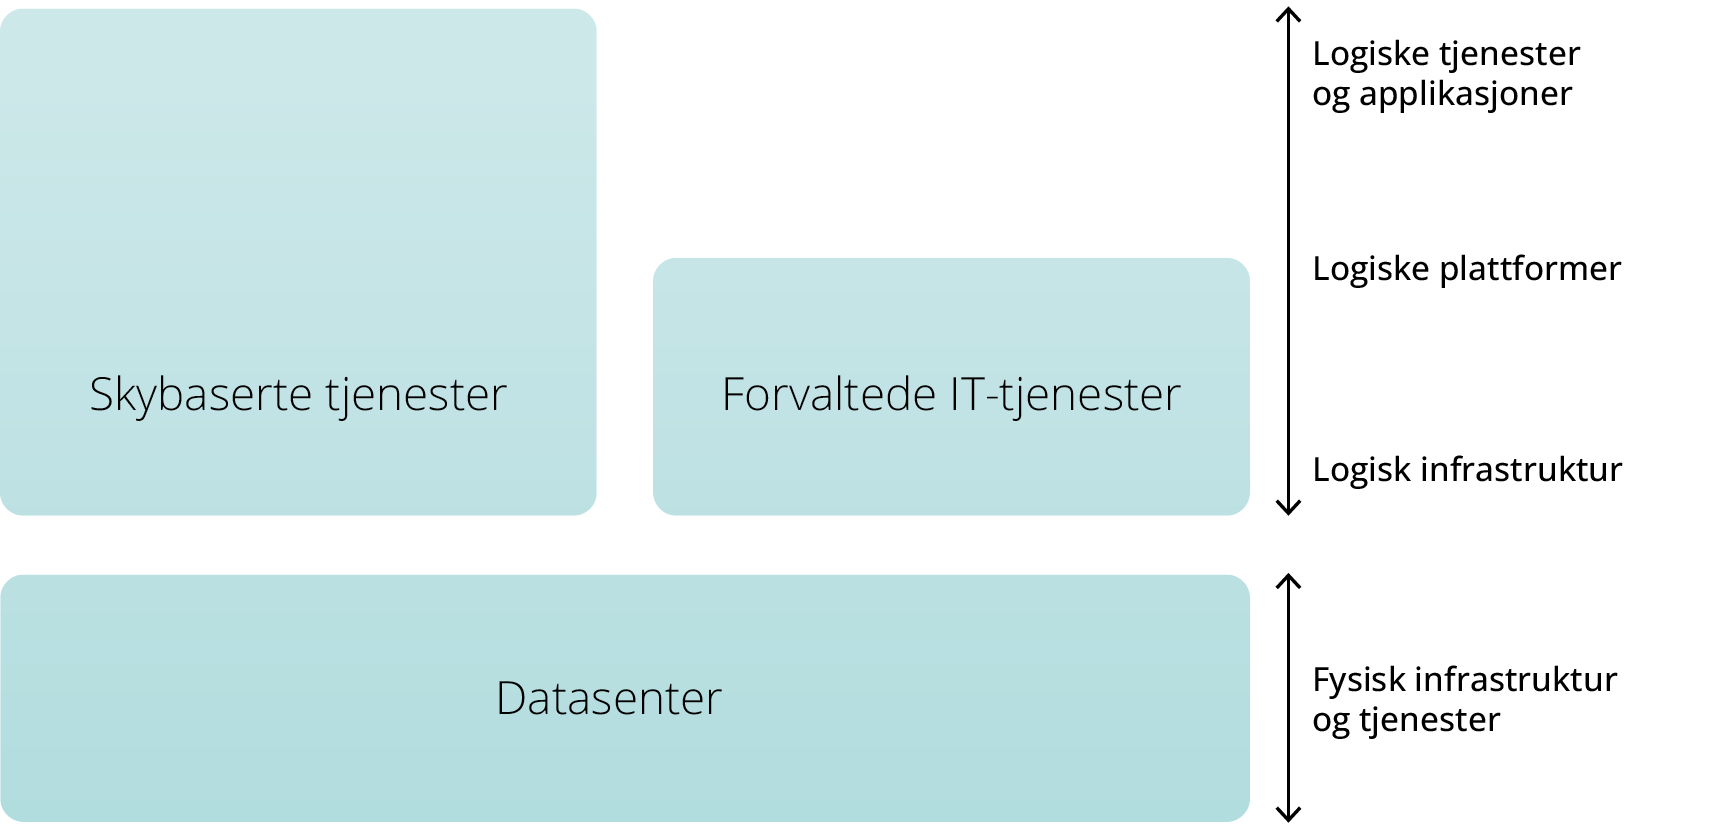 Logiske tjenester
og applikasjoner
Logiske plattformer
Skybaserte tjenester
Forvaltede IT-tjenester
Logisk infrastruktur
Datasenter
Fysisk infrastruktur
og tjenester